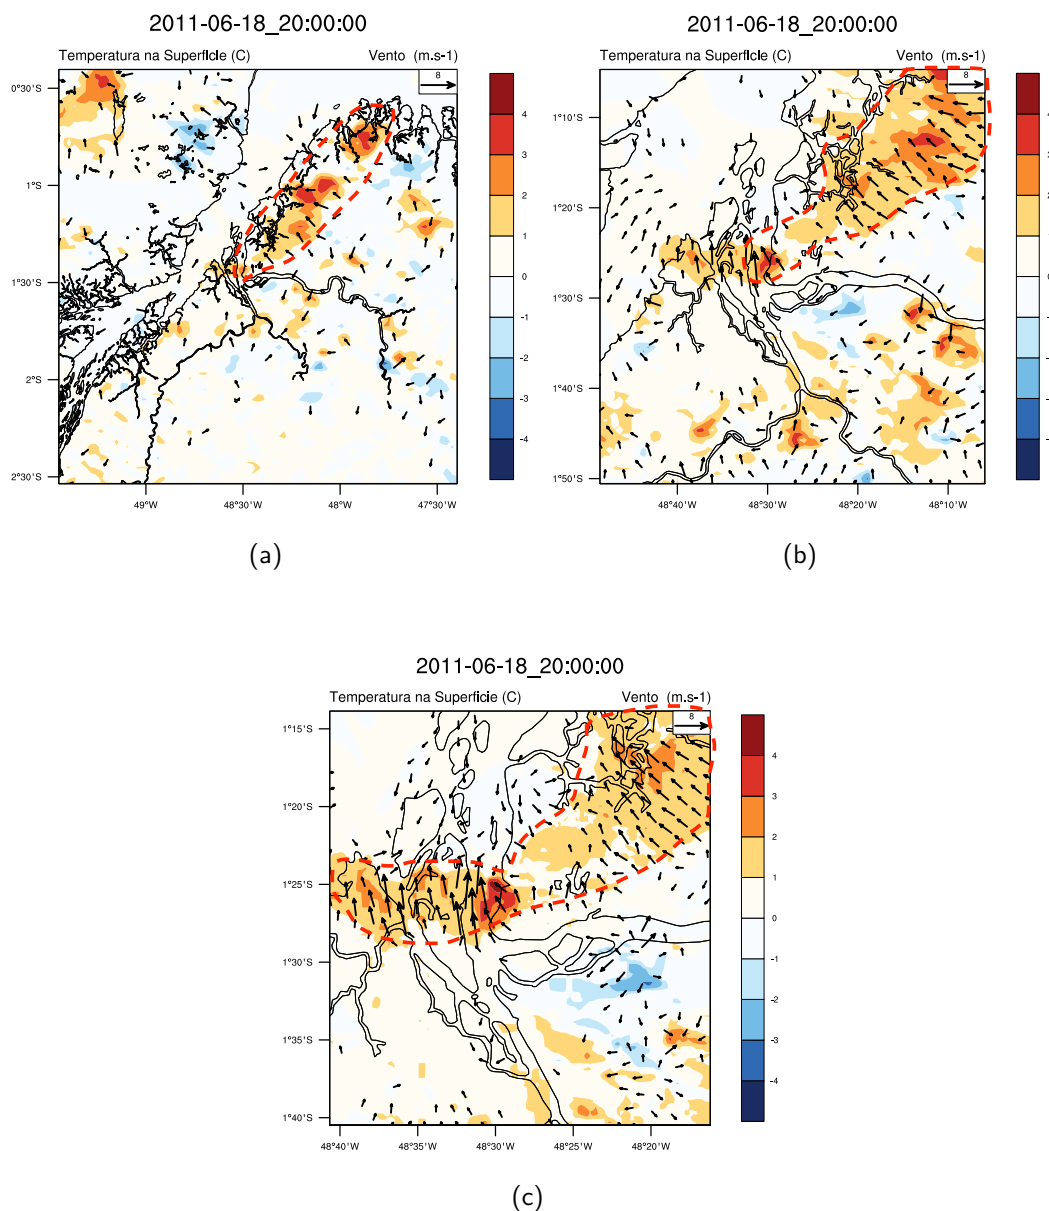 2011-06-18_20:00:00
Temperatura na Superfície (C) Vento (m.s-1)
8
0°30'S
1°S
1°30'S
2°S
2°30'S
49°W 48°30'W 48°W 47°30'W
4
3
2
1
0
-1
-2
-3
-4
(a)
2011-06-18_20:00:00
Temperatura na Superfície (C) Vento (m.s-1)
8
1°10'S
1°20'S
1°30'S
1°40'S
1°50'S
48°40'W 48°30'W 48°20'W 48°10'W
(b)
2011-06-18_20:00:00
Temperatura na Superfície (C) Vento (m.s-1)
8
1°15'S
1°20'S
1°25'S
1°30'S
1°35'S
1°40'S
48°40'W 48°35'W 48°30'W 48°25'W 48°20'W
4
3
2
1
0
-1
-2
-3
-4
(c)